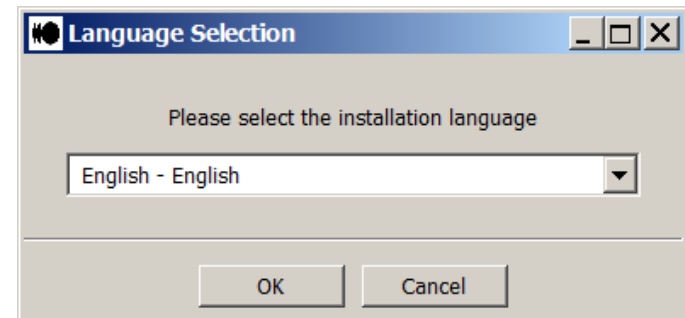 Language Selection
Please select the installation language
English - English
OK
Cancel